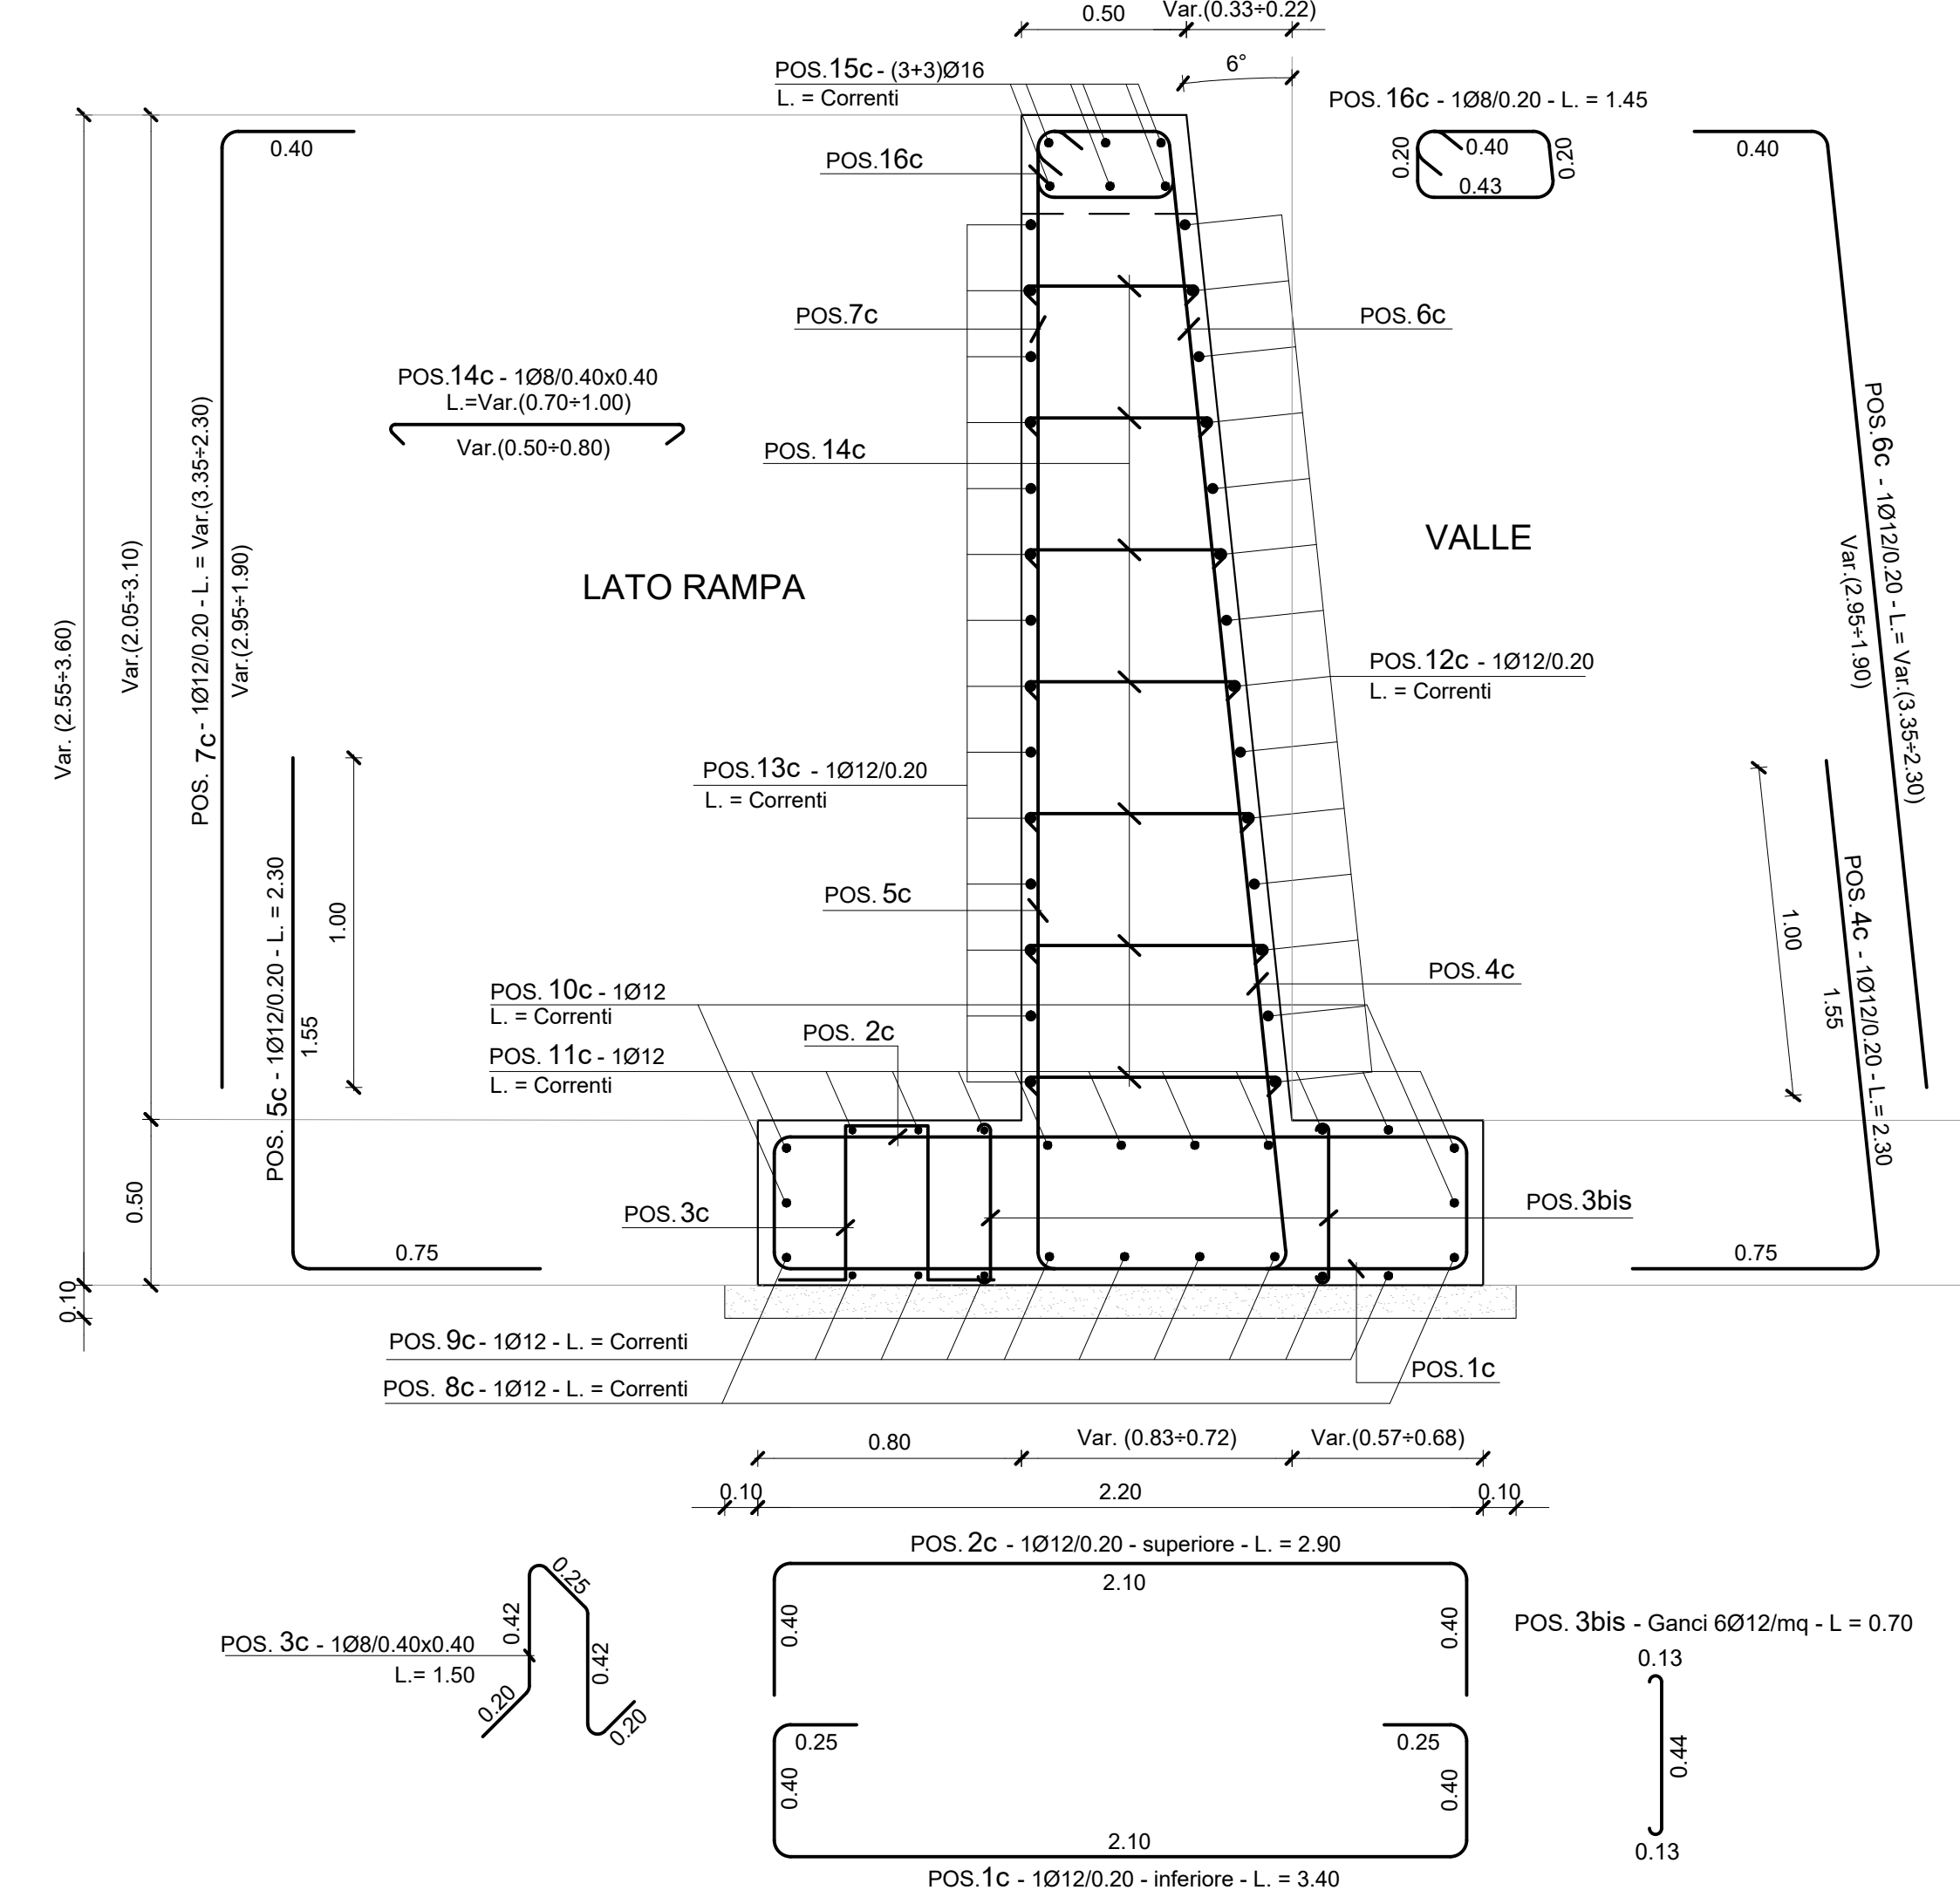 0.50
Var.(0.33÷0.22)
6°
POS.15c - (3+3)Ø16
L. = Correnti
POS.16c - 1Ø8/0.20 - L. = 1.45
0.20
0.40
0.43
0.20
0.40
0.40
POS.16c
POS.7c
POS.6c
POS.14c - 1Ø8/0.40x0.40
L.=Var.(0.70÷1.00)
Var.(0.50÷0.80)
POS.14c
VALLE
LATO RAMPA
Var. (2.55÷3.60)
Var.(2.05÷3.10)
POS. 7c - 1Ø12/0.20 - L. = Var.(3.35÷2.30)
Var.(2.95÷1.90)
POS.6c - 1Ø12/0.20 - L.= Var.(3.35÷2.30)
Var.(2.95÷1.90)
POS.12c - 1Ø12/0.20
L. = Correnti
POS.13c - 1Ø12/0.20
L. = Correnti
POS. 5c - 1Ø12/0.20 - L. = 2.30
1.55
1.00
POS. 5c
1.00
1.55
POS.4c - 1Ø12/0.20 - L.= 2.30
POS.4c
POS. 10c - 1Ø12
L. = Correnti
POS. 2c
POS. 11c - 1Ø12
L. = Correnti
0.50
POS. 3c
POS.3bis
0.75
0.75
0.10
POS. 9c - 1Ø12 - L. = Correnti
POS. 8c - 1Ø12 - L. = Correnti
POS.1c
0.80
Var. (0.83÷0.72)
Var.(0.57÷0.68)
0.10
2.20
0.10
POS. 2c - 1Ø12/0.20 - superiore - L. = 2.90
2.10
0.40
0.40
0.25
0.42
0.42
POS. 3c - 1Ø8/0.40x0.40
L.= 1.50
0.20
0.20
POS. 3bis - Ganci 6Ø12/mq - L = 0.70
0.13
0.44
0.13
0.25
0.25
0.40
0.40
2.10
POS.1c - 1Ø12/0.20 - inferiore - L. = 3.40